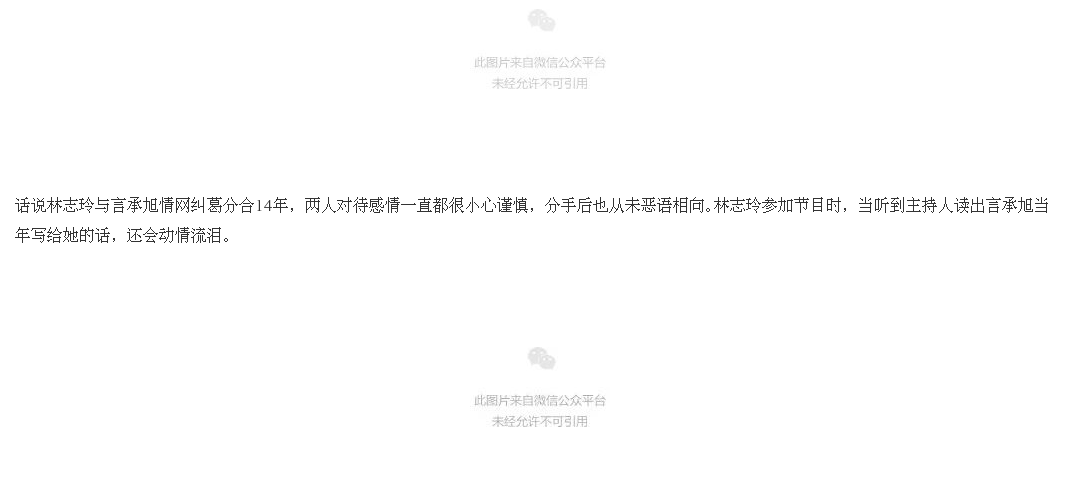 此图片来自微信公众平台
未经允许不可引用
话说林志玲与言承旭情网纠葛分合14年，两人对待感情一直都很小心谨慎，分手后也从未恶语相向。林志玲参加节目时，当听到主持人读出言承旭当
年写给她的话，还会动情流泪。
此图片来自微信公众平台
未经允许不可引用